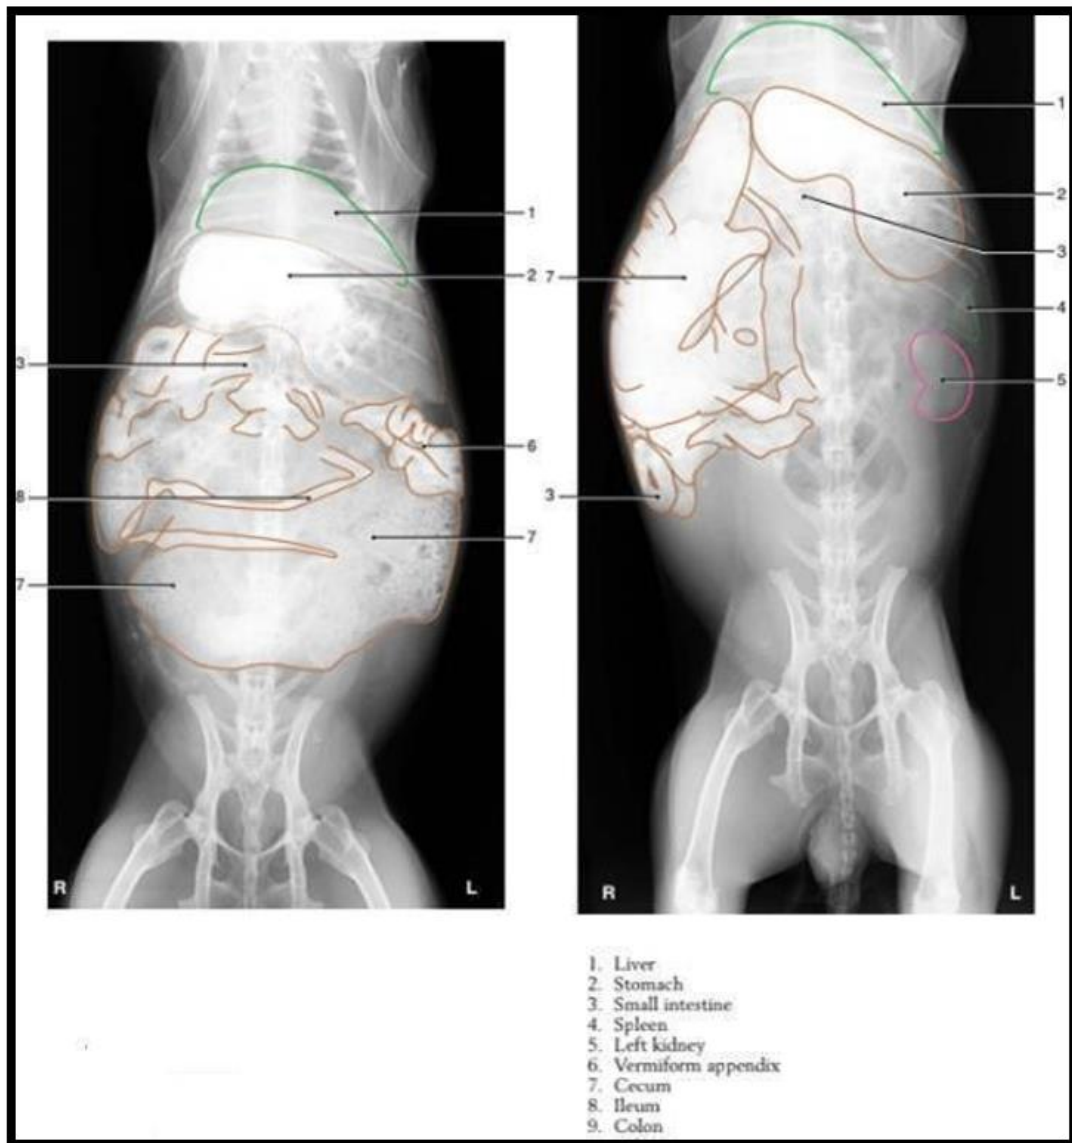 1
2
3
6
8
7
7
R L
1
2
3
7
4
5
3
R L
1. Liver
2. Stomach
3. Small intestine
4. Spleen
5. Left kidney
6. Vermiform appendix
7. Cecum
8. Ileum
9. Colon